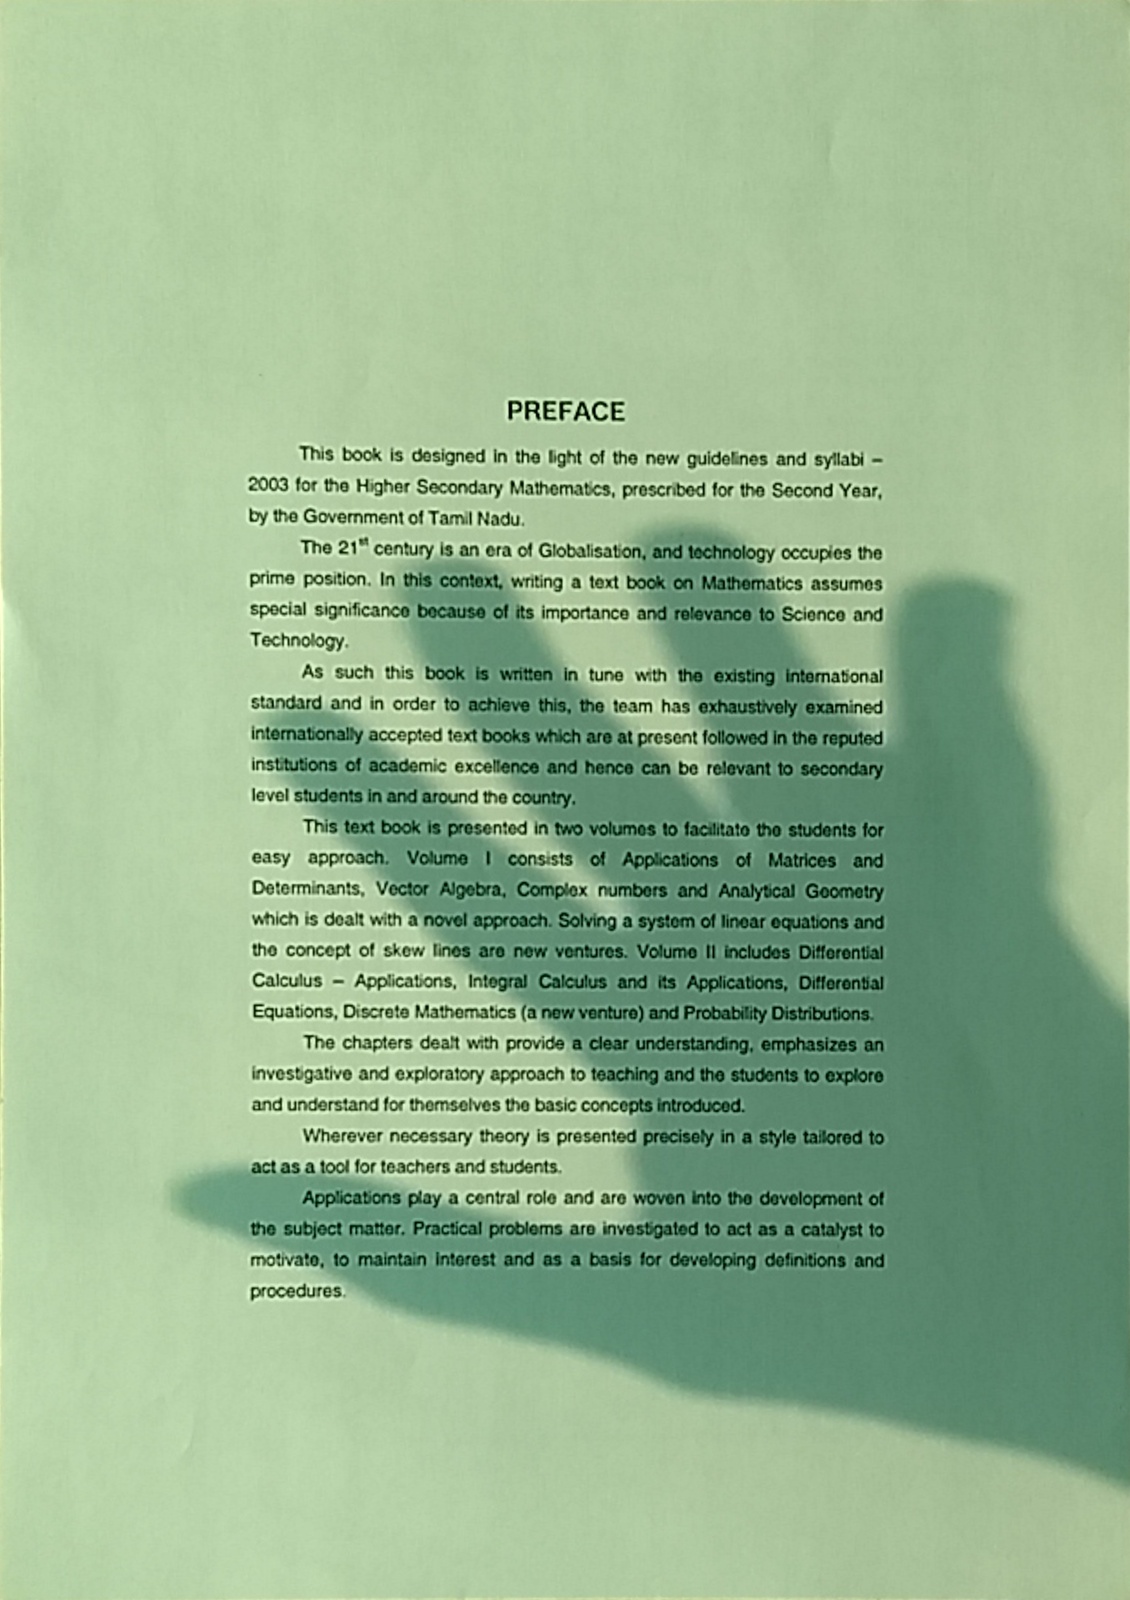 PREFACE
This book is designed in the light of the new guidelines and syllabi –
2003 for the Higher Secondary Mathematics, prescribed for the Second Year,
by the Government of Tamil Nadu.
The 21st century is an era of Globalisation, and technology occupies the
prime position. In this context, writing a text book on Mathematics assumes
special significance because of its importance and relevance to Science and
Technology.
As such this book is written in tune with the existing international
standard and in order to achieve this, the team has exhaustively examined
internationally accepted text books which are at present followed in the reputed
institutions of academic excellence and hence can be relevant to secondary
level students in and around the country.
This text book is presented in two volumes to facilitate the students for
easy approach. Volume I consists of Applications of Matrices and
Determinants, Vector Algebra, Complex numbers and Analytical Geometry
which is dealt with a novel approach. Solving a system of linear equations and
the concept of skew lines are new ventures. Volume II includes Differential
Calculus – Applications, Integral Calculus and its Applications, Differential
Equations, Discrete Mathematics (a new venture) and Probability Distributions.
The chapters dealt with provide a clear understanding, emphasizes an
investigative and exploratory approach to teaching and the students to explore
and understand for themselves the basic concepts introduced.
Wherever necessary theory is presented precisely in a style tailored to
act as a tool for teachers and students.
Applications play a central role and are woven into the development of
the subject matter. Practical problems are investigated to act as a catalyst to
motivate, to maintain interest and as a basis for developing definitions and
procedures.